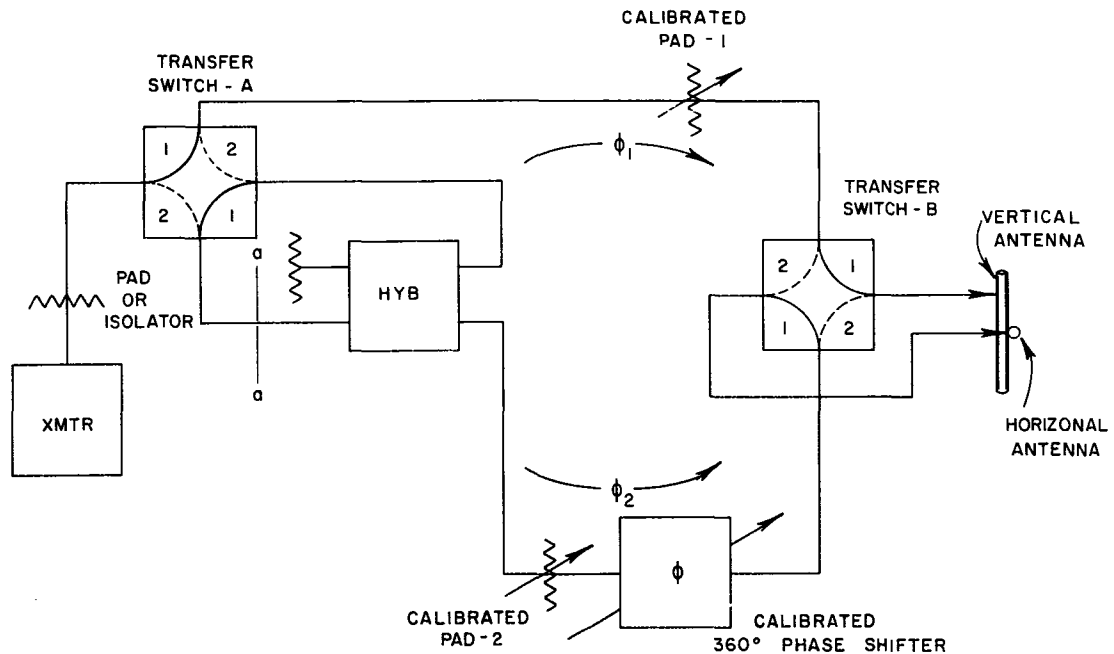 CALIBRATED
PAD - 1
TRANSFER
SWITCH - A
1
2
2
1
ϕ1
TRANSFER
SWITCH - B
VERTICAL
ANTENNA
a
HYB
PAD
OR
ISOLATOR
2
1
1
2
a
XMTR
HORIZONAL
ANTENNA
ϕ2
ϕ
CALIBRATED
PAD-2
CALIBRATED
360° PHASE SHIFTER